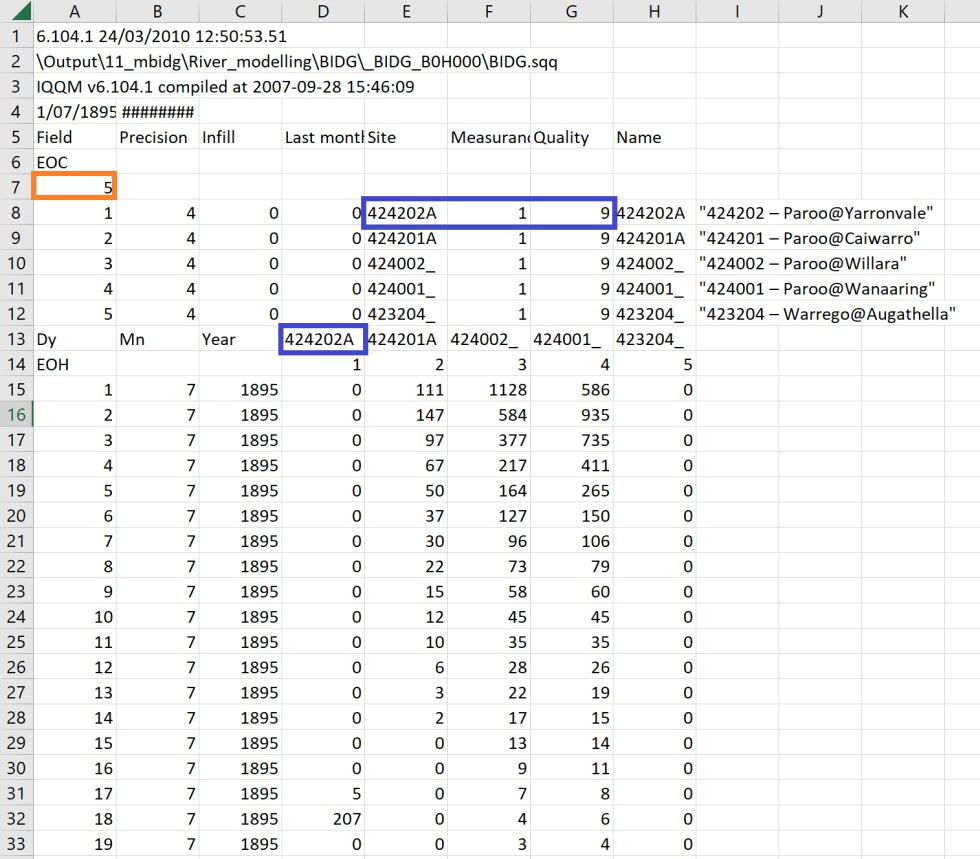 A B C D E F G H I J K
1 6.104.1 24/03/2010 12:50:53.51
2 \Output\11_mbidg\River_modelling\BIDG\_BIDG_B0H000\BIDG.sqq
3 IQQM v6.104.1 compiled at 2007-09-28 15:46:09
4 1/07/1895 ########
5 Field Precision Infill Last montl Site Measuranc Quality Name
6 EOC
7 5
8 1 4 0 0 424202A 1 9 424202A "424202 – Paroo@Yarronvale"
9 2 4 0 0 424201A 1 9 424201A "424201 – Paroo@Caiwarro"
10 3 4 0 0 424002_ 1 9 424002_ "424002 – Paroo@Willara"
11 4 4 0 0 424001_ 1 9 424001_ "424001 – Paroo@Wanaaring"
12 5 4 0 0 423204_ 1 9 423204_ "423204 – Warrego@Augathella"
13 Dy Mn Year 424202A 424201A 424002_ 424001_ 423204_
14 EOH 1 2 3 4 5
15 1 7 1895 0 111 1128 586 0
16 2 7 1895 0 147 584 935 0
17 3 7 1895 0 97 377 735 0
18 4 7 1895 0 67 217 411 0
19 5 7 1895 0 50 164 265 0
20 6 7 1895 0 37 127 150 0
21 7 7 1895 0 30 96 106 0
22 8 7 1895 0 22 73 79 0
23 9 7 1895 0 15 58 60 0
24 10 7 1895 0 12 45 45 0
25 11 7 1895 0 10 35 35 0
26 12 7 1895 0 6 28 26 0
27 13 7 1895 0 3 22 19 0
28 14 7 1895 0 2 17 15 0
29 15 7 1895 0 0 13 14 0
30 16 7 1895 0 0 9 11 0
31 17 7 1895 5 0 7 8 0
32 18 7 1895 207 0 4 6 0
33 19 7 1895 0 0 3 4 0